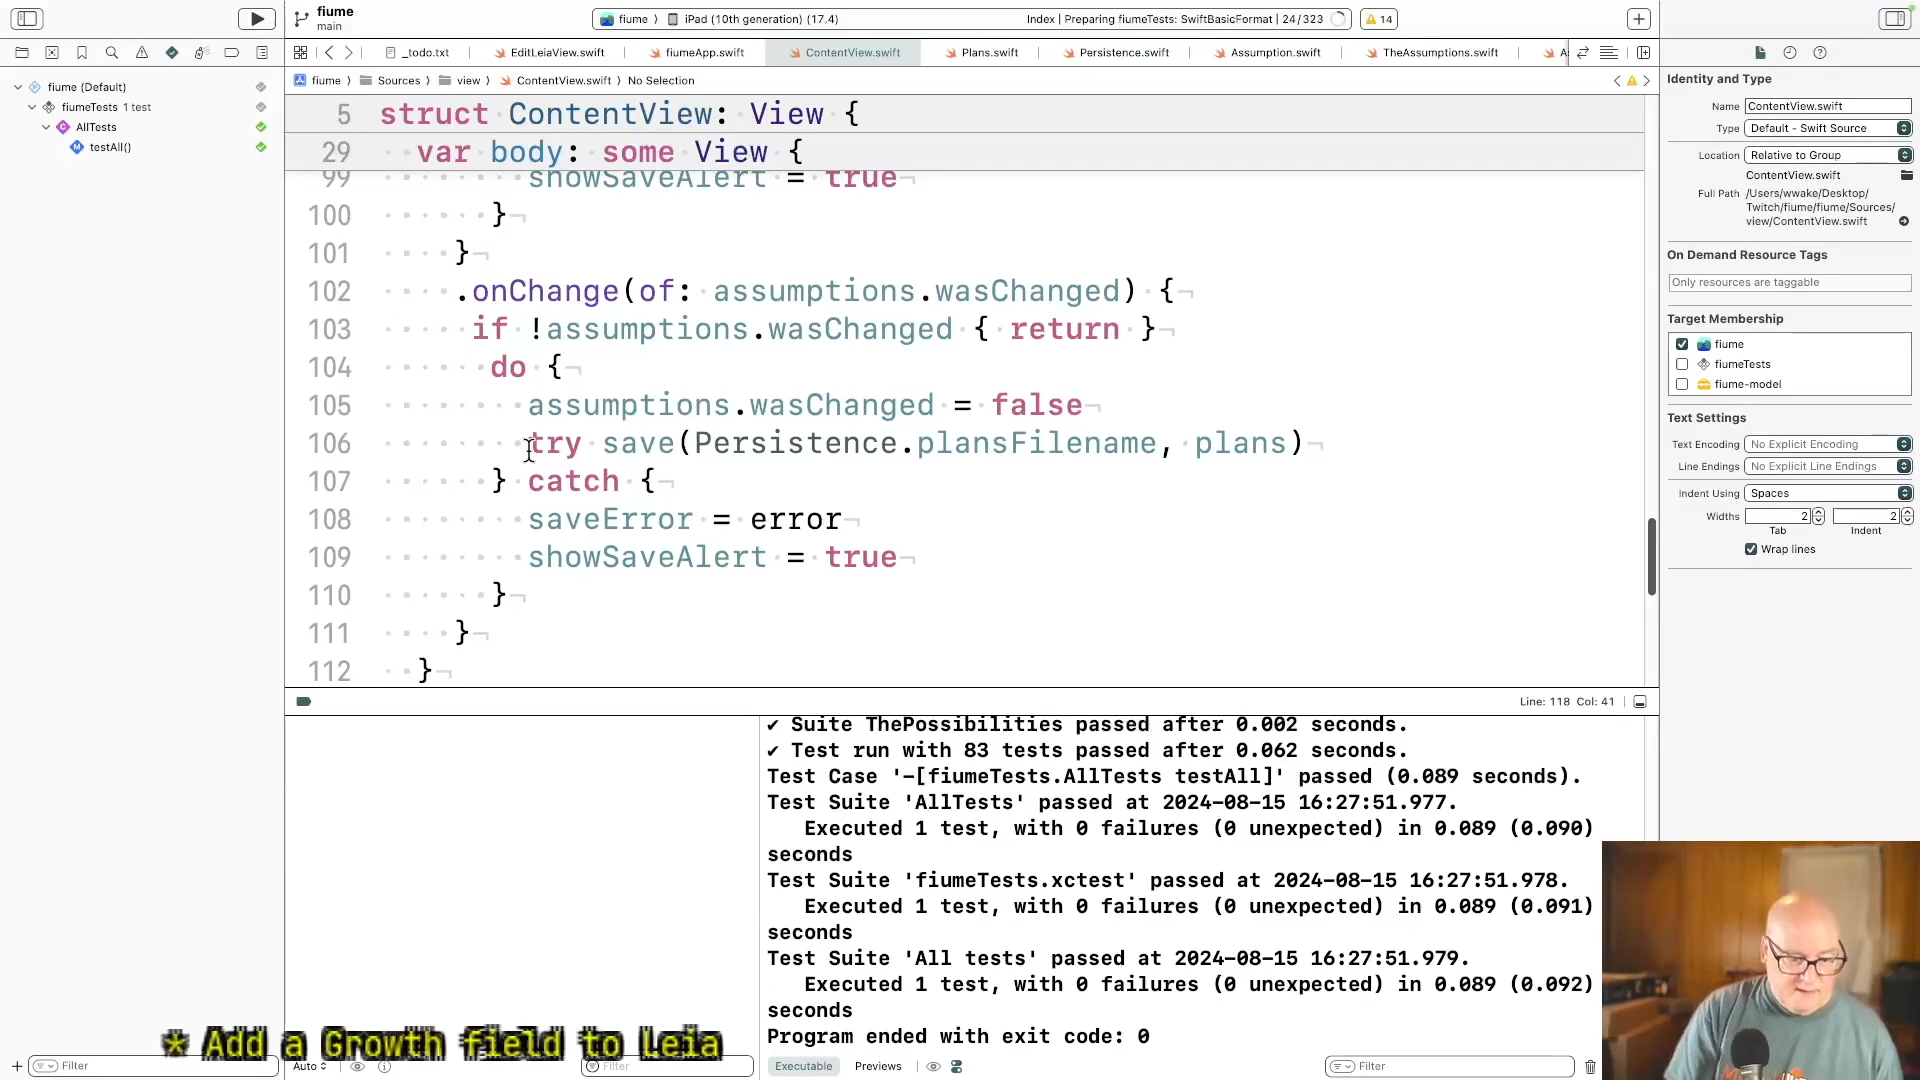 fiume
main
fiume
iPad (10th generation) (17.4)
Index | Preparing fiumeTests: SwiftBasicFormat | 24/323
14
_todo.txt
EditLeiaView.swift
fiumeApp.swift
ContentView.swift
Plans.swift
Persistence.swift
Assumption.swift
TheAssumptions.swift
fiume
Sources
view
ContentView.swift
No Selection
fiume (Default)
fiumeTests 1 test
AllTests
testAll()
5 struct ContentView: View {
29 var body: some View {
99 showSaveAlert = true
100 }
101 }
102 .onChange(of: assumptions.wasChanged) {
103 if !assumptions.wasChanged { return }
104 do {
105 assumptions.wasChanged = false
106 try save(Persistence.plansFilename, plans)
107 } catch {
108 saveError = error
109 showSaveAlert = true
110 }
111 }
112 }
Line: 118 Col: 41
✔ Suite ThePossibilities passed after 0.002 seconds.
✔ Test run with 83 tests passed after 0.062 seconds.
Test Case '-[fiumeTests.AllTests testAll]' passed (0.089 seconds).
Test Suite 'AllTests' passed at 2024-08-15 16:27:51.977.
Executed 1 test, with 0 failures (0 unexpected) in 0.089 (0.090)
seconds
Test Suite 'fiumeTests.xctest' passed at 2024-08-15 16:27:51.978.
Executed 1 test, with 0 failures (0 unexpected) in 0.089 (0.091)
seconds
Test Suite 'All tests' passed at 2024-08-15 16:27:51.979.
Executed 1 test, with 0 failures (0 unexpected) in 0.089 (0.092)
seconds
Program ended with exit code: 0
* Add a Growth field to Leia
Filter
Auto
Filter
Executable
Previews
Filter
Identity and Type
Name ContentView.swift
Type Default - Swift Source
Location Relative to Group
ContentView.swift
Full Path /Users/wwake/Desktop/
Twitch/fiume/fiume/Sources/
view/ContentView.swift
On Demand Resource Tags
Only resources are taggable
Target Membership
fiume
fiumeTests
fiume-model
Text Settings
Text Encoding No Explicit Encoding
Line Endings No Explicit Line Endings
Indent Using Spaces
Widths 2 2
Tab Indent
Wrap lines